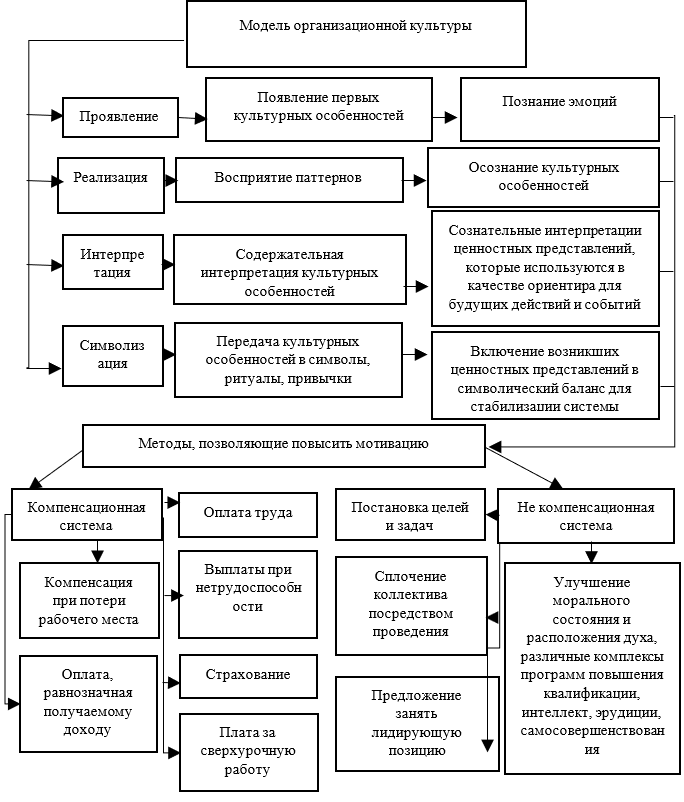 Модель организационной культуры
Проявление
Появление первых
культурных особенностей
Познание эмоций
Реализация
Восприятие паттернов
Осознание культурных
особенностей
Интерпре
тация
Содержательная
интерпретация культурных
особенностей
Сознательные интерпретации
ценностных представлений,
которые используются в
качестве ориентира для
будущих действий и событий
Символиз
ация
Передача культурных
особенностей в символы,
ритуалы, привычки
Включение возникших
ценностных представлений в
символический баланс для
стабилизации системы
Методы, позволяющие повысить мотивацию
Компенсационная
система
Оплата труда
Постановка целей
и задач
Не компенсационная
система
Компенсация
при потери
рабочего места
Выплаты при
нетрудоспособн
ости
Сплочение
коллектива
посредством
проведения
Улучшение
морального
состояния и
расположения духа,
различные комплексы
программ повышения
квалификации,
интеллект, эрудиции,
самосовершенствован
ия
Оплата,
равнозначная
получаемому
доходу
Страхование
Плата за
сверхурочную
работу
Предложение
занять
лидирующую
позицию